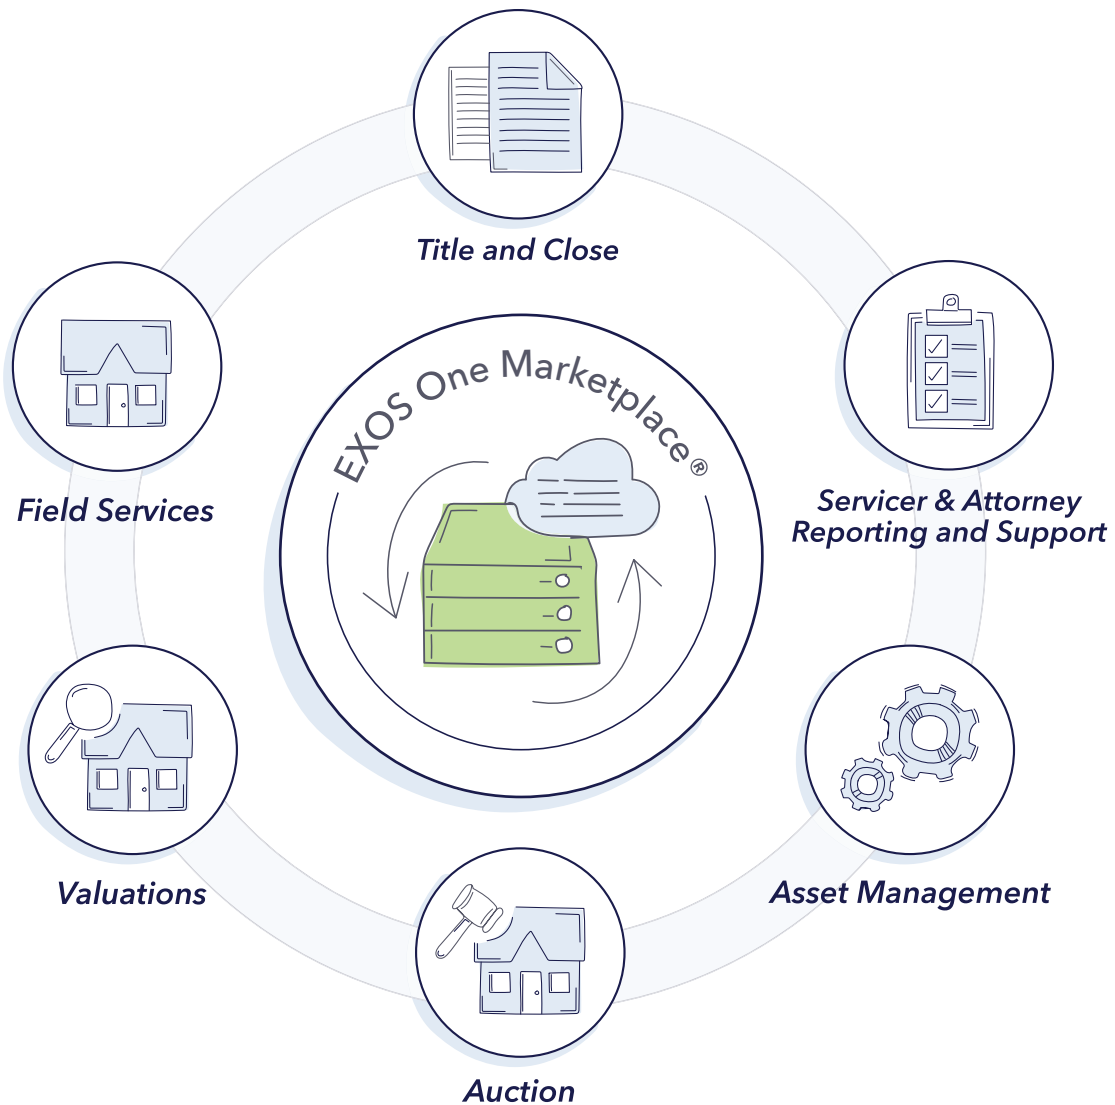 Title and Close
EXOS One Marketplace®
Field Services
Servicer & Attorney
Reporting and Support
Valuations
Asset Management
Auction